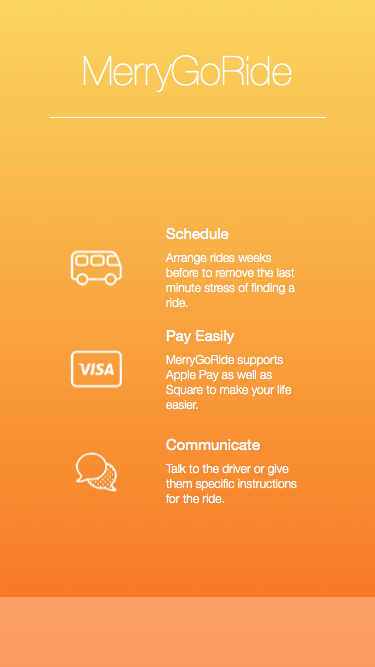 MerryGoRide
Schedule
Arrange rides weeks
before to remove the last
minute stress of finding a
ride.
Pay Easily
VISA
MerryGoRide supports
Apple Pay as well as
Square to make your life
easier.
Communicate
Talk to the driver or give
them specific instructions
for the ride.